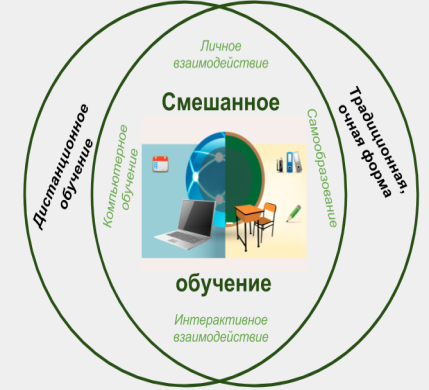 Личное
взаимодействие
Смешанное
Дистанционное
обучение
Компьютерное
обучение
Самообразование
Традиционная,
очная форма
обучение
Интерактивное
взаимодействие